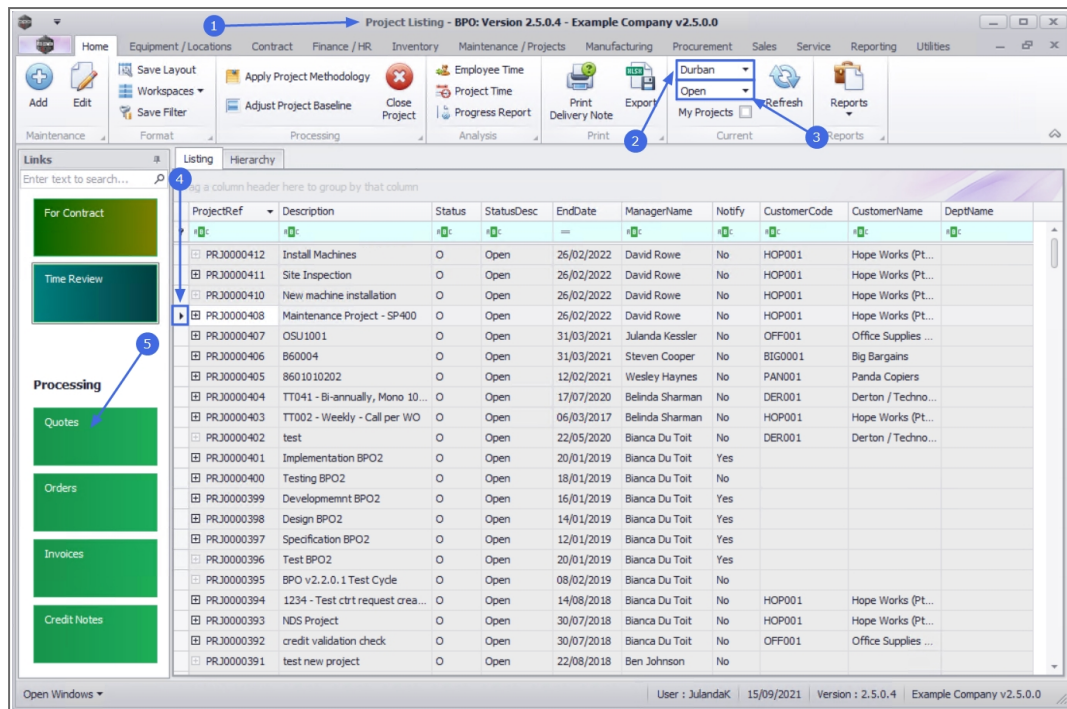 1
Project Listing - BPO: Version 2.5.0.4 - Example Company v2.5.0.0
Home Equipment / Locations Contract Finance / HR Inventory Maintenance / Projects Manufacturing Procurement Sales Service Reporting Utilities
Add
Edit
Maintenance
Save Layout
Workspaces
Save Filter
Format
Apply Project Methodology
Adjust Project Baseline
Close Project
Processing
Employee Time
Project Time
Progress Report
Analysis
Print Delivery Note
Export
Print
2
Durban
Open
My Projects
Refresh
Current
3
Reports
Reports
Links
Enter text to search...
For Contract
Time Review
5
Processing
Quotes
Orders
Invoices
Credit Notes
Listing Hierarchy
4
ag a column header here to group by that column
ProjectRef Description Status StatusDesc EndDate ManagerName Notify CustomerCode CustomerName DeptName
PRJ0000412 Install Machines O Open 26/02/2022 David Rowe No HOP001 Hope Works (Pt...
PRJ0000411 Site Inspection O Open 26/02/2022 David Rowe No HOP001 Hope Works (Pt...
PRJ0000410 New machine installation O Open 26/02/2022 David Rowe No HOP001 Hope Works (Pt...
PRJ0000408 Maintenance Project - SP400 O Open 26/02/2022 David Rowe No HOP001 Hope Works (Pt...
PRJ0000407 OSU1001 O Open 31/03/2021 Julanda Kessler No OFF001 Office Supplies ...
PRJ0000406 B60004 O Open 31/03/2021 Steven Cooper No BIG0001 Big Bargains
PRJ0000405 8601010202 O Open 12/02/2021 Wesley Haynes No PAN001 Panda Copiers
PRJ0000404 TT041 - Bi-annually, Mono 10... O Open 17/07/2020 Belinda Sharman No DER001 Derton / Techno...
PRJ0000403 TT002 - Weekly - Call per WO O Open 06/03/2017 Belinda Sharman No HOP001 Hope Works (Pt...
PRJ0000402 test O Open 22/05/2020 Bianca Du Toit No DER001 Derton / Techno...
PRJ0000401 Implementation BPO2 O Open 20/01/2019 Bianca Du Toit Yes
PRJ0000400 Testing BPO2 O Open 18/01/2019 Bianca Du Toit No
PRJ0000399 Developmemnt BPO2 O Open 16/01/2019 Bianca Du Toit Yes
PRJ0000398 Design BPO2 O Open 14/01/2019 Bianca Du Toit Yes
PRJ0000397 Specification BPO2 O Open 12/01/2019 Bianca Du Toit Yes
PRJ0000396 Test BPO2 O Open 20/01/2019 Bianca Du Toit Yes
PRJ0000395 BPO v2.2.0.1 Test Cycle O Open 08/02/2019 Bianca Du Toit No
PRJ0000394 1234 - Test ctrt request crea... O Open 14/08/2018 Bianca Du Toit No HOP001 Hope Works (Pt...
PRJ0000393 NDS Project O Open 30/07/2018 Bianca Du Toit No HOP001 Hope Works (Pt...
PRJ0000392 credit validation check O Open 30/07/2018 Bianca Du Toit No OFF001 Office Supplies ...
PRJ0000391 test new project O Open 22/08/2018 Ben Johnson No
Open Windows User : JulandaK 15/09/2021 Version : 2.5.0.4 Example Company v2.5.0.0